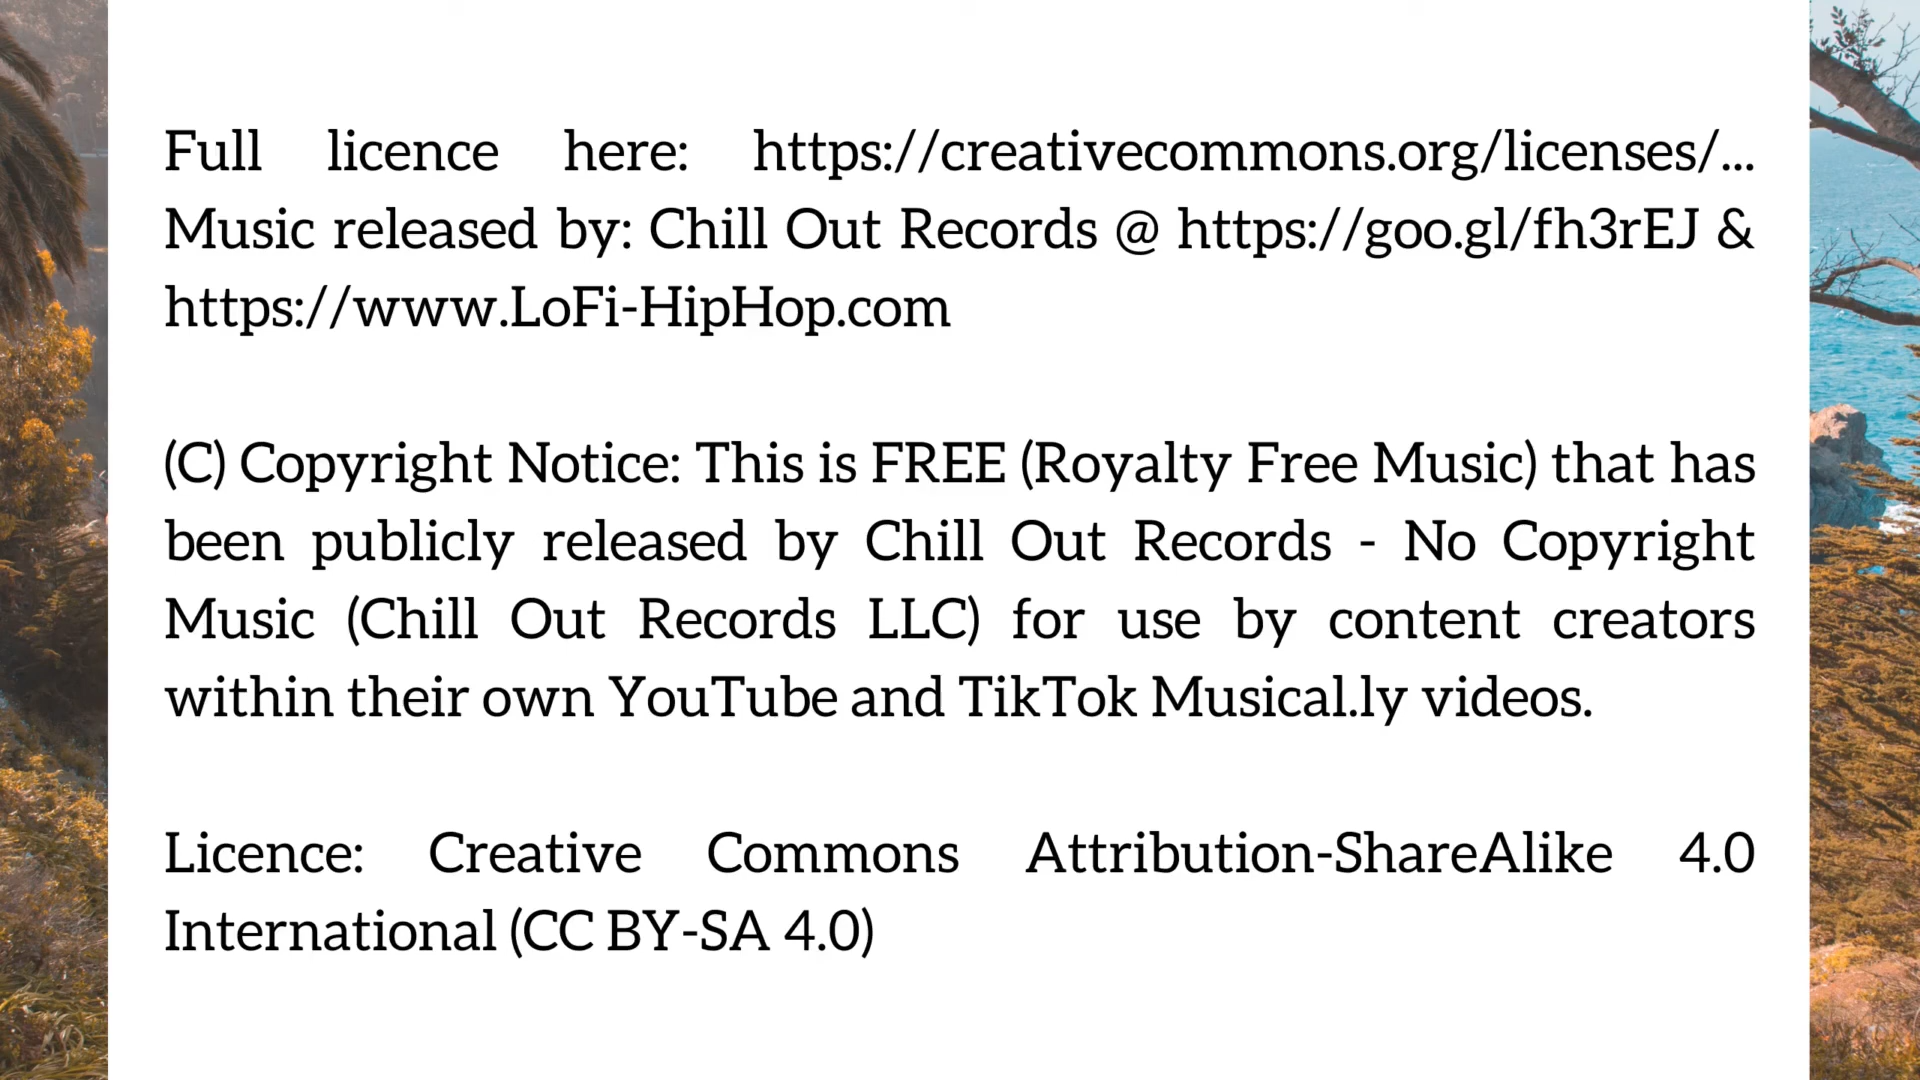 Full licence here: https://creativecommons.org/licenses/...
Music released by: Chill Out Records @ https://goo.gl/fh3rEJ &
https://www.LoFi-HipHop.com
(C) Copyright Notice: This is FREE (Royalty Free Music) that has
been publicly released by Chill Out Records - No Copyright
Music (Chill Out Records LLC) for use by content creators
within their own YouTube and TikTok Musical.ly videos.
Licence: Creative Commons Attribution-ShareAlike 4.0
International (CC BY-SA 4.0)